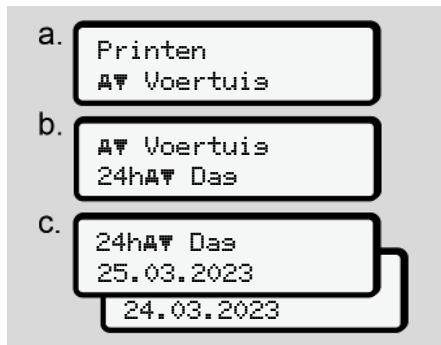 a.
Printen
Voertuig
b.
Voertuig
24h Dag
c.
24h Dag
25.03.2023
24.03.2023